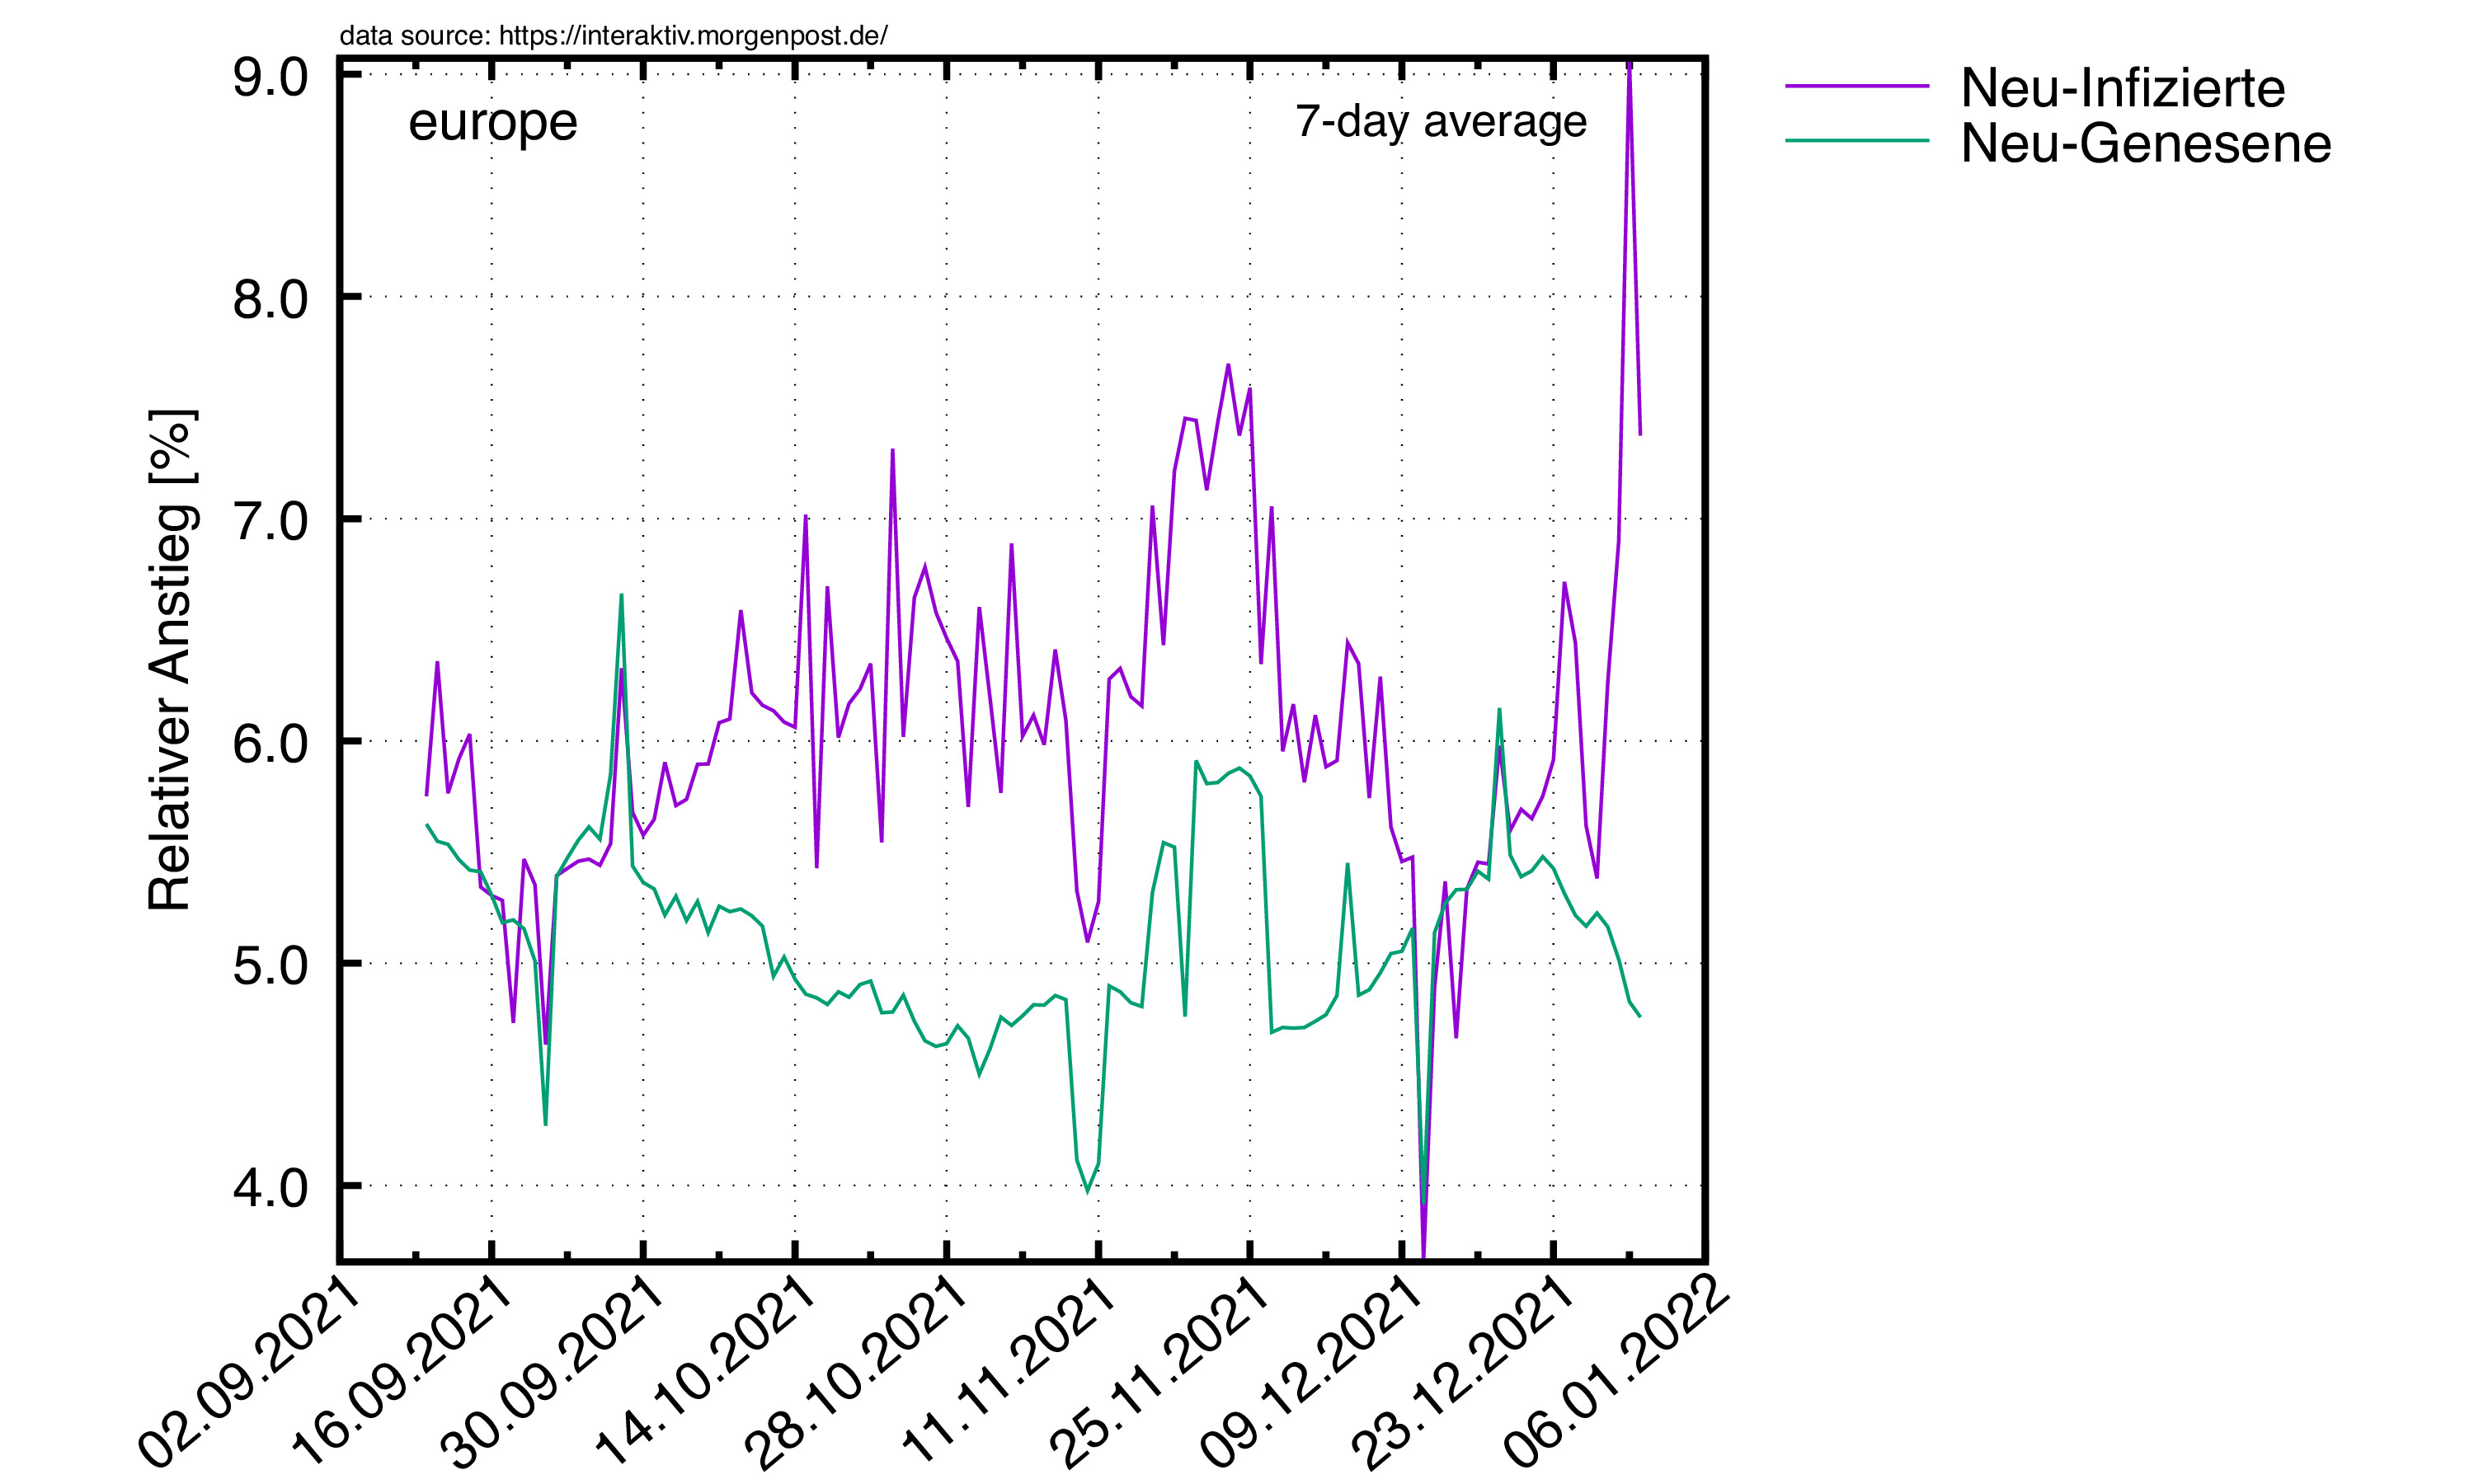 data source: https://interaktiv.morgenpost.de/
europe
7-day average
Neu-Infizierte
Neu-Genesene
Relativer Anstieg [%]
9.0
8.0
7.0
6.0
5.0
4.0
02.09.2021
16.09.2021
30.09.2021
14.10.2021
28.10.2021
11.11.2021
25.11.2021
09.12.2021
23.12.2021
06.01.2022